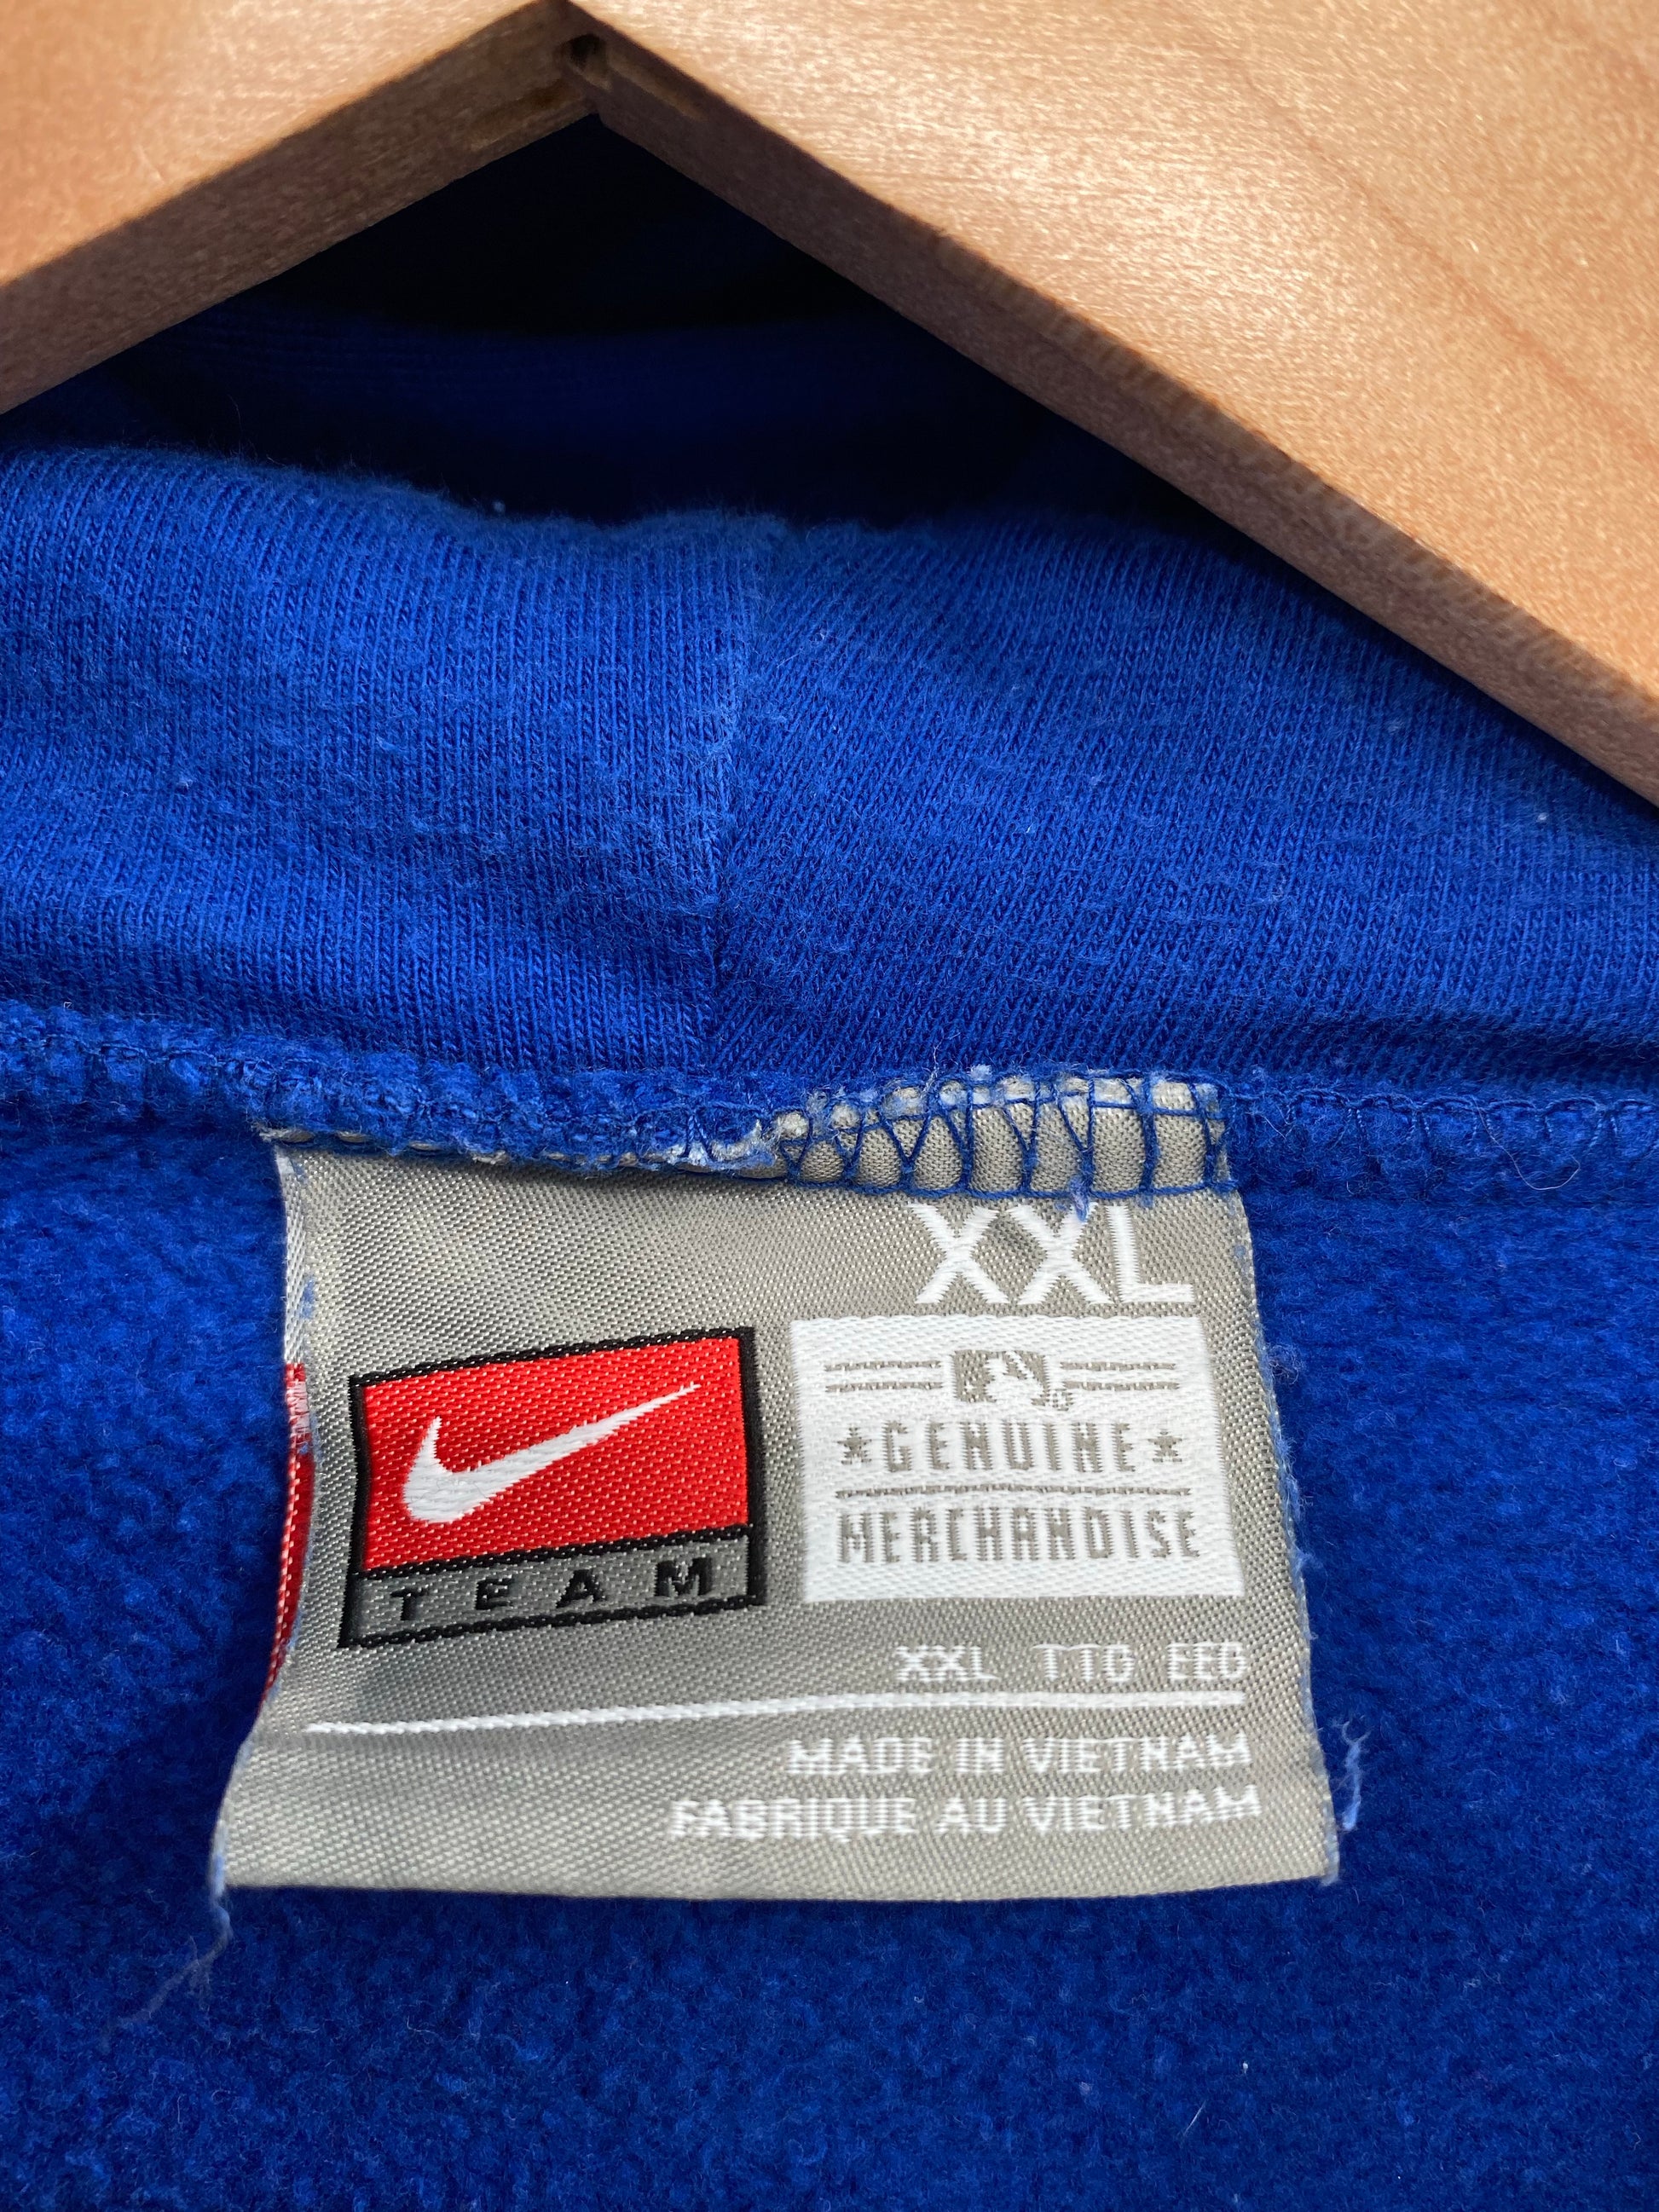 XXL
★GENUINE★
MERCHANDISE
TEAM
XXL TTG EEG
MADE IN VIETNAM
FABRIQUE AU VIETNAM